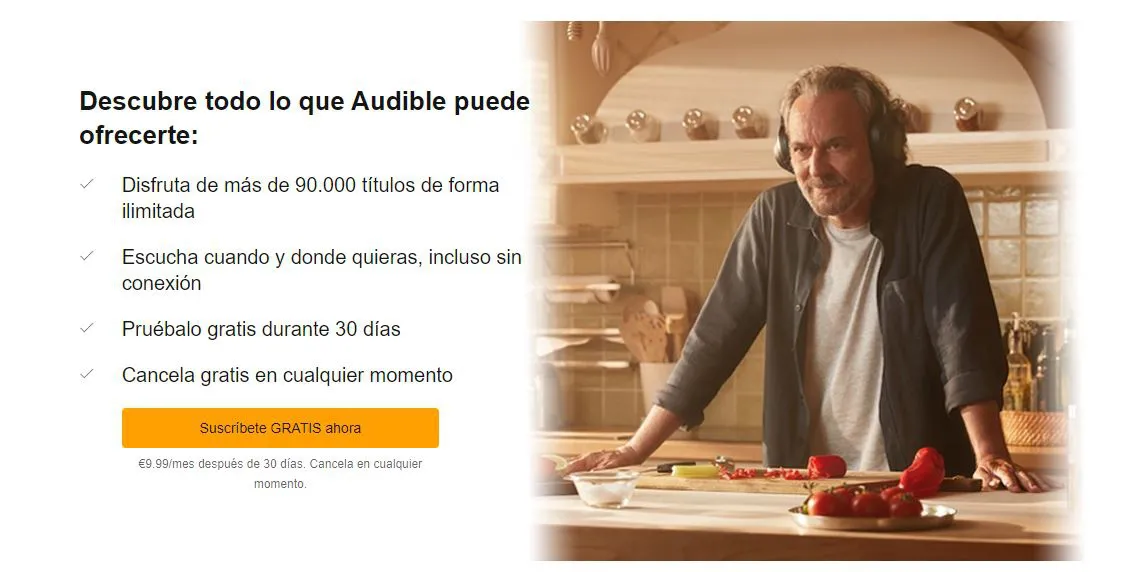 Descubre todo lo que Audible puede
ofrecerte:
Disfruta de más de 90.000 títulos de forma
ilimitada
Escucha cuando y donde quieras, incluso sin
conexión
Pruébalo gratis durante 30 días
Cancela gratis en cualquier momento
Suscríbete GRATIS ahora
€9.99/mes después de 30 días. Cancela en cualquier
momento.